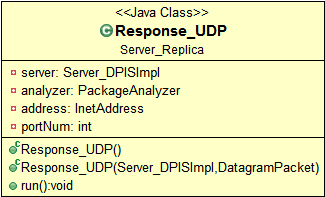 <<Java Class>>
Response_UDP
Server_Replica
server: Server_DPISImpl
analyzer: PackageAnalyzer
address: InetAddress
portNum: int
Response_UDP()
Response_UDP(Server_DPISImpl,DatagramPacket)
run():void